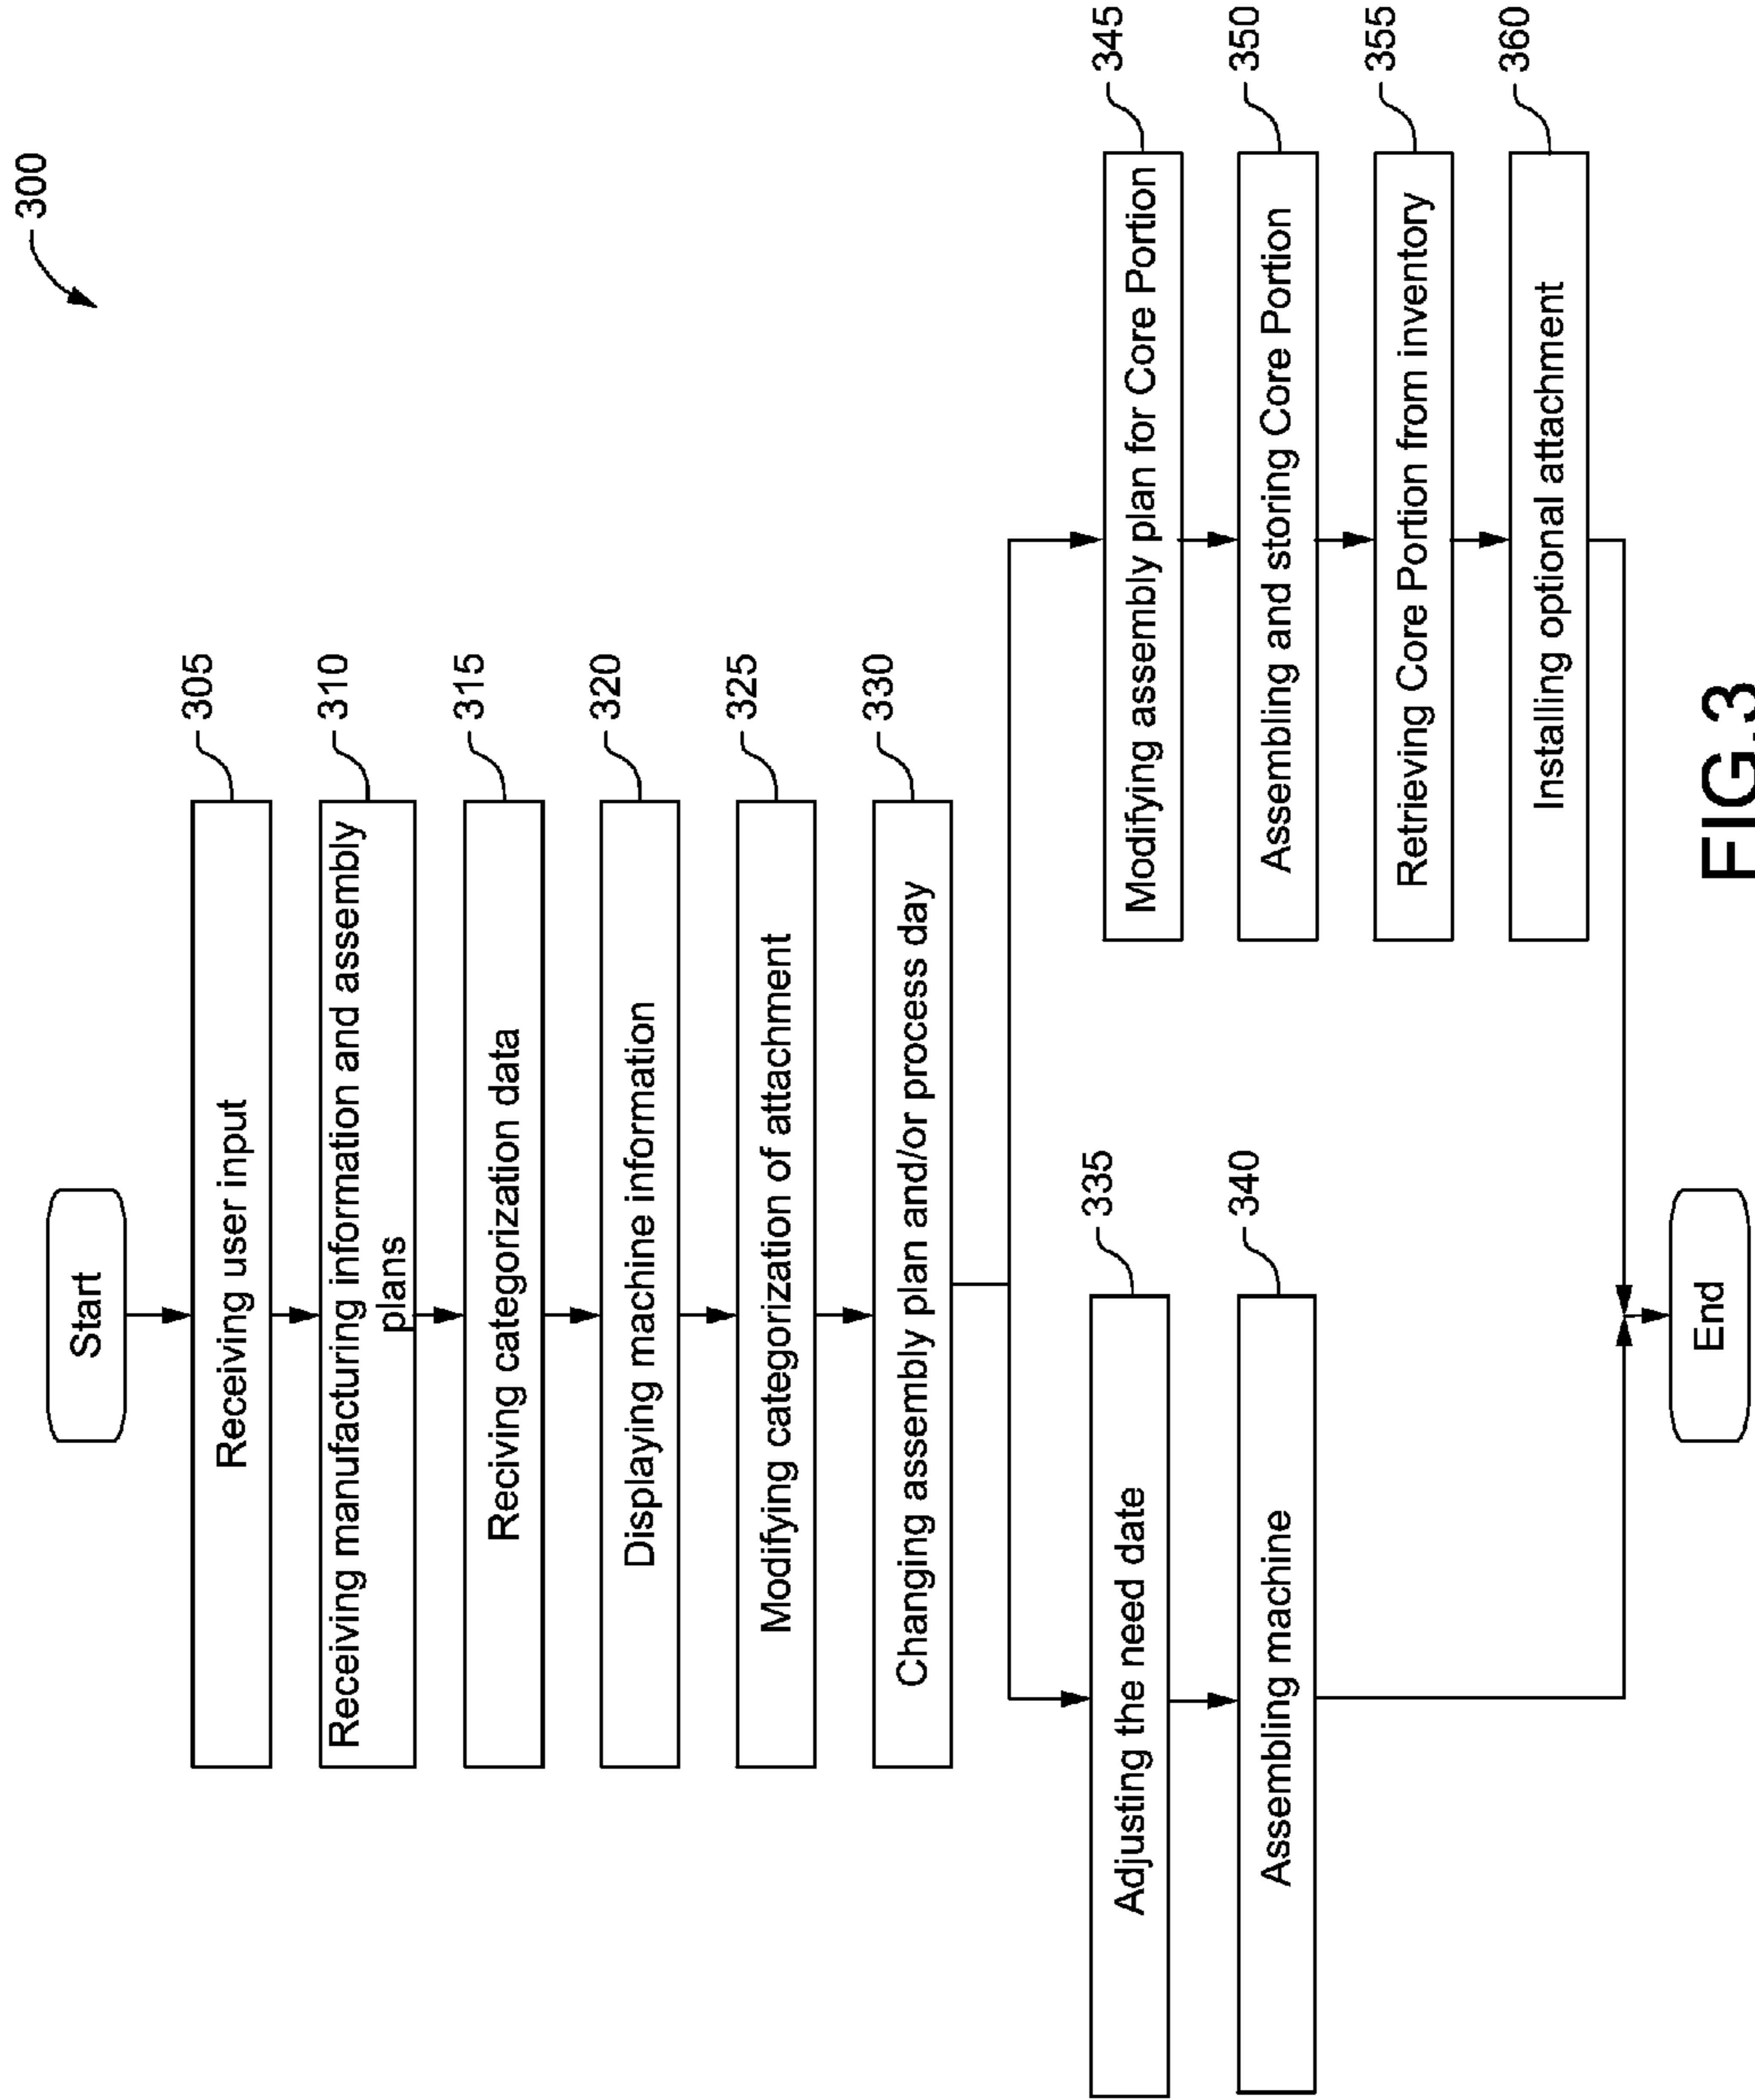 300
Start
Receiving user input
305
Receiving manufacturing information and assembly
plans
310
Reciving categorization data
315
Displaying machine information
320
Modifying categorization of attachment
325
Changing assembly plan and/or process day
330
Adjusting the need date
335
Assembling machine
340
Modifying assembly plan for Core Portion
345
Assembling and storing Core Portion
350
Retrieving Core Portion from inventory
355
Installing optional attachment
360
End
FIG.3